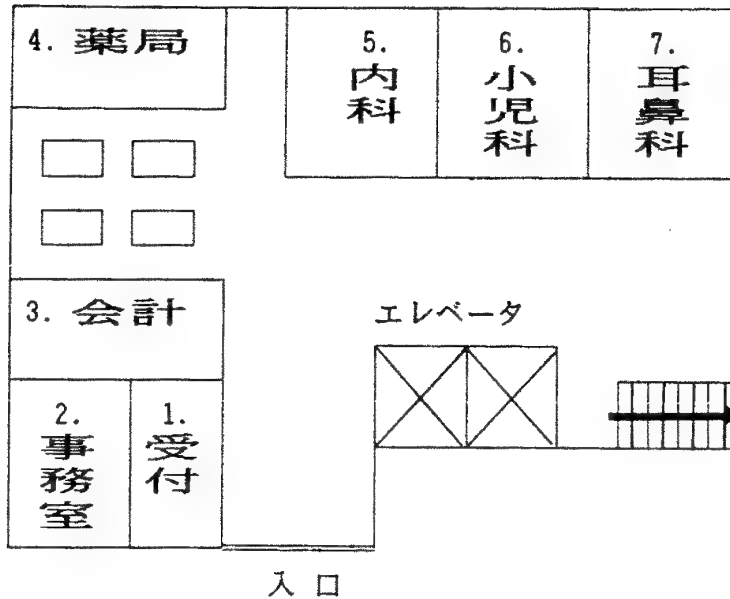 4. 薬局
5. 内科
6. 小児科
7. 耳鼻科
3. 会計
エレベータ
2. 事務室
1. 受付
入口